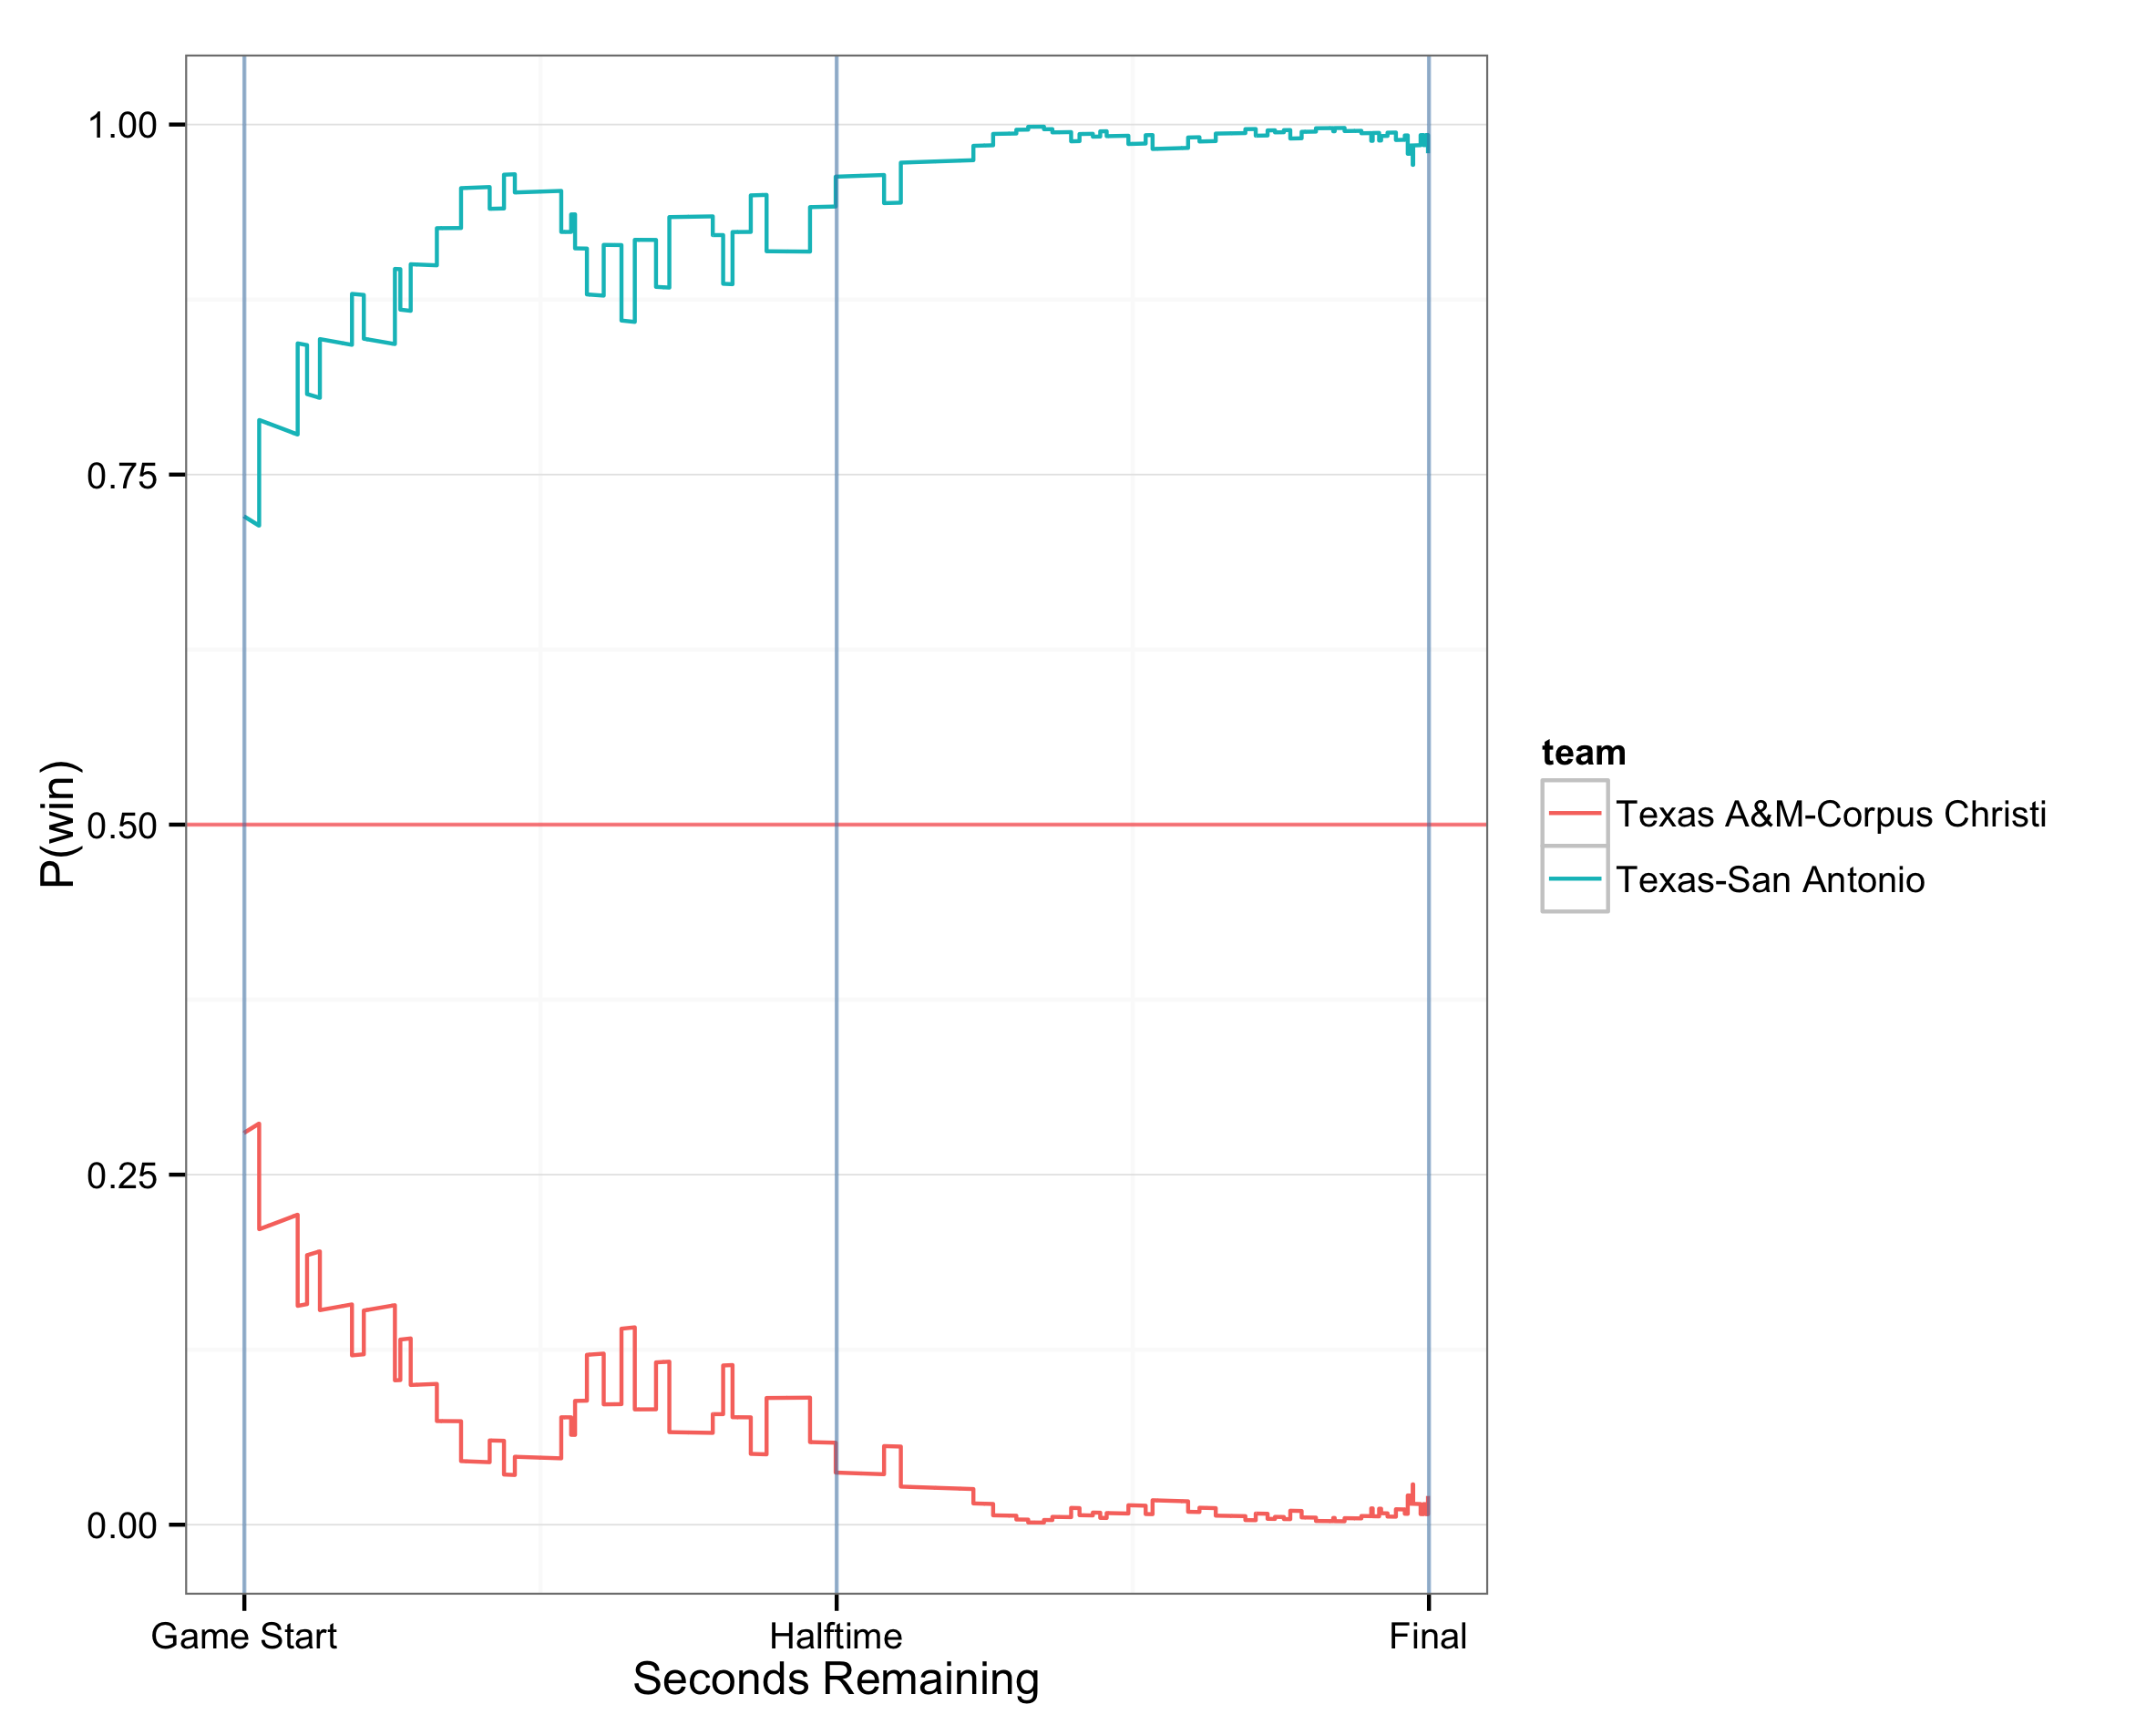 1.00
0.75
0.50
0.25
0.00
P(win)
Game Start
Halftime
Final
Seconds Remaining
team
Texas A&M-Corpus Christi
Texas-San Antonio